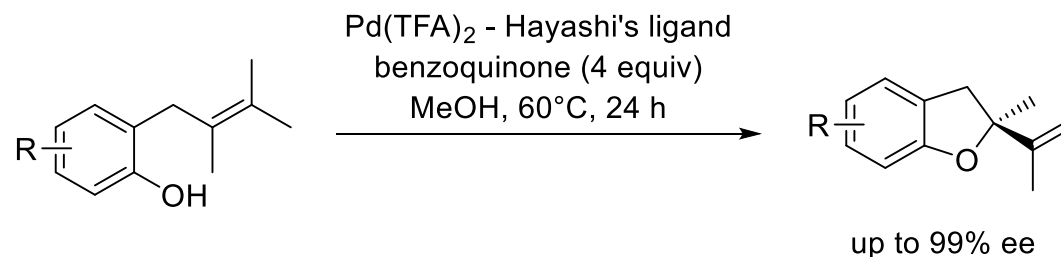 Pd(TFA)₂ - Hayashi's ligand
benzoquinone (4 equiv)
MeOH, 60°C, 24 h
R
OH
R
O
up to 99% ee